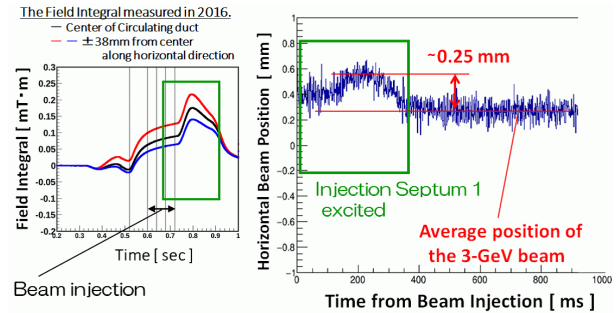 The Field Integral measured in 2016.
Center of Circulating duct
±38mm from center
along horizontal direction
Field Integral [ mT・m ]
0.3
0.25
0.2
0.15
0.1
0.05
0
-0.05
-0.1
-0.15
-0.2
0.2 0.3 0.4 0.5 0.6 0.7 0.8 0.9 1
Time [ sec ]
Beam injection
Horizontal Beam Position [ mm ]
1
0.8
0.6
0.4
0.2
0
-0.2
-0.4
-0.6
-0.8
-1
~0.25 mm
Injection Septum 1
excited
Average position of
the 3-GeV beam
0 200 400 600 800 1000
Time from Beam Injection [ ms ]